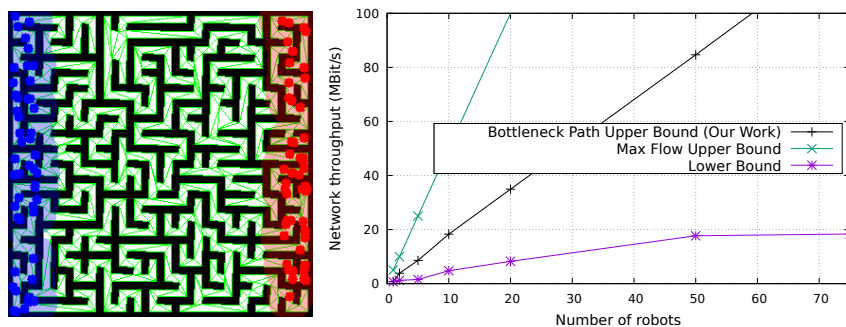 100
80
60
40
20
0
Network throughput (MBit/s)
Bottleneck Path Upper Bound (Our Work)
Max Flow Upper Bound
Lower Bound
0 10 20 30 40 50 60 70
Number of robots